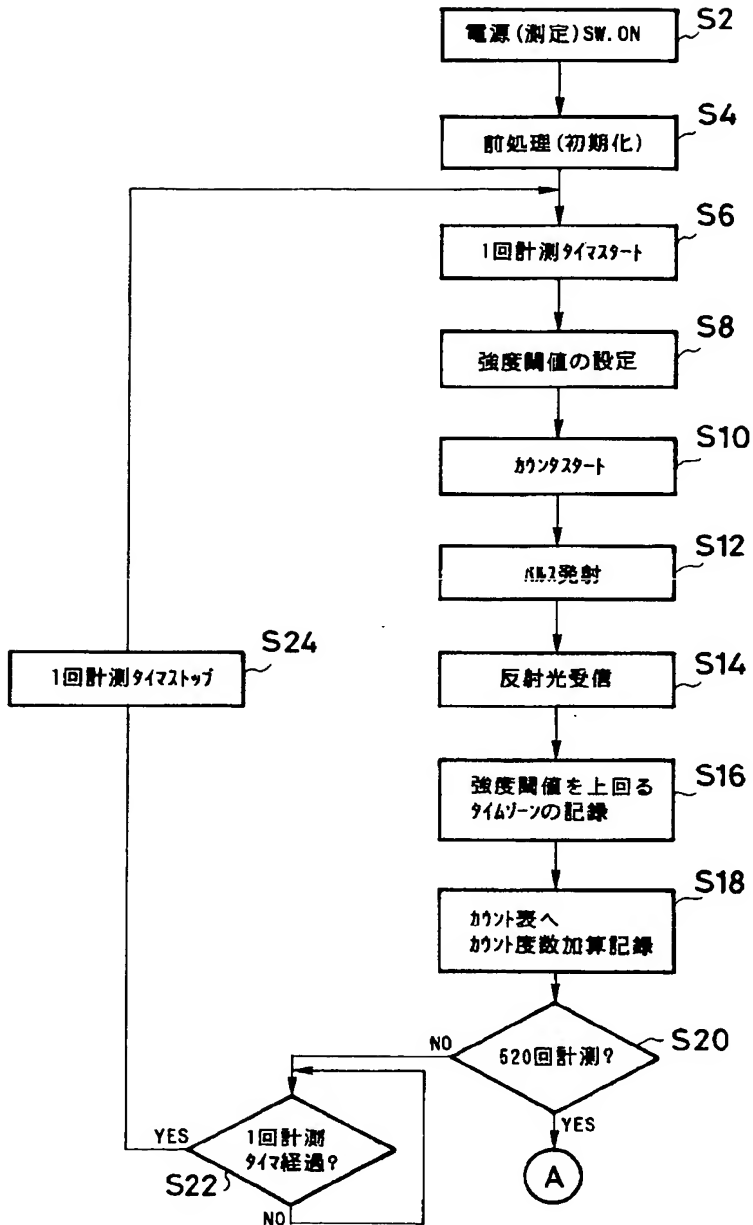 電源(測定)SW.ON
S2
前処理(初期化)
S4
1回計測ﾀｲﾏｽﾀｰﾄ
S6
強度閾値の設定
S8
ｶｳﾝﾀｽﾀｰﾄ
S10
ﾊﾟﾙｽ発射
S12
反射光受信
S14
強度閾値を上回る
ﾀｲﾑｿﾞｰﾝの記録
S16
ｶｳﾝﾄ表へ
ｶｳﾝﾄ度数加算記録
S18
520回計測?
S20
NO
YES
A
1回計測
ﾀｲﾏ経過?
S22
YES
NO
1回計測ﾀｲﾏｽﾄｯﾌﾟ
S24